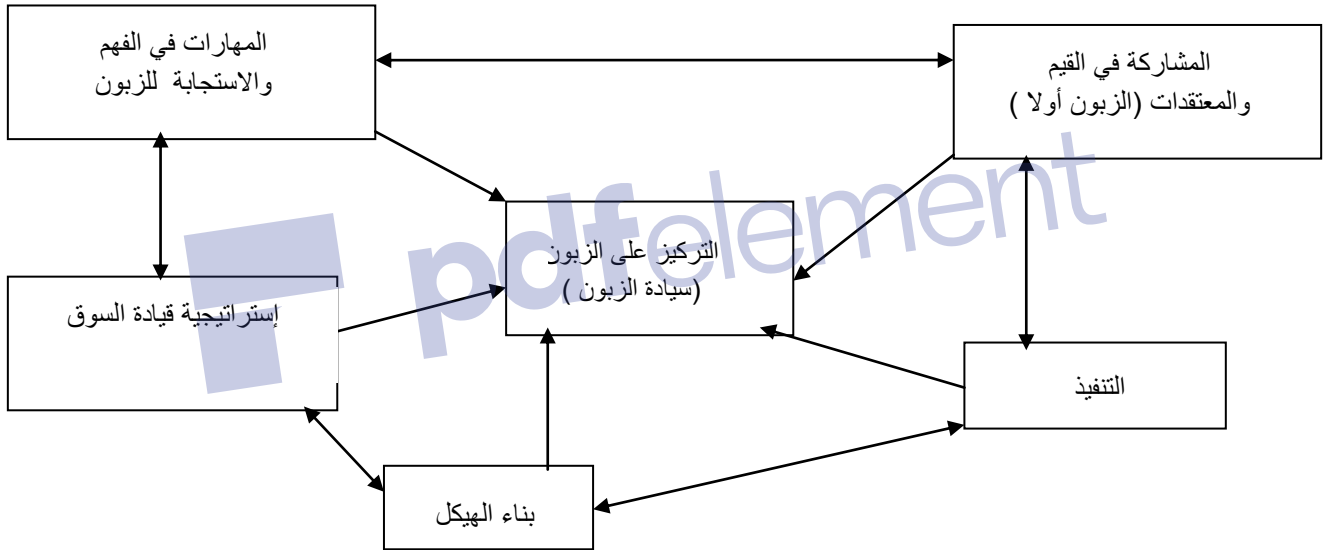 المشاركة في القيم
والمعتقدات (الزبون أولا )
المهارات في الفهم
والاستجابة للزبون
التركيز على الزبون
(سيادة الزبون )
إستراتيجية قيادة السوق
التنفيذ
بناء الهيكل
pdfelement